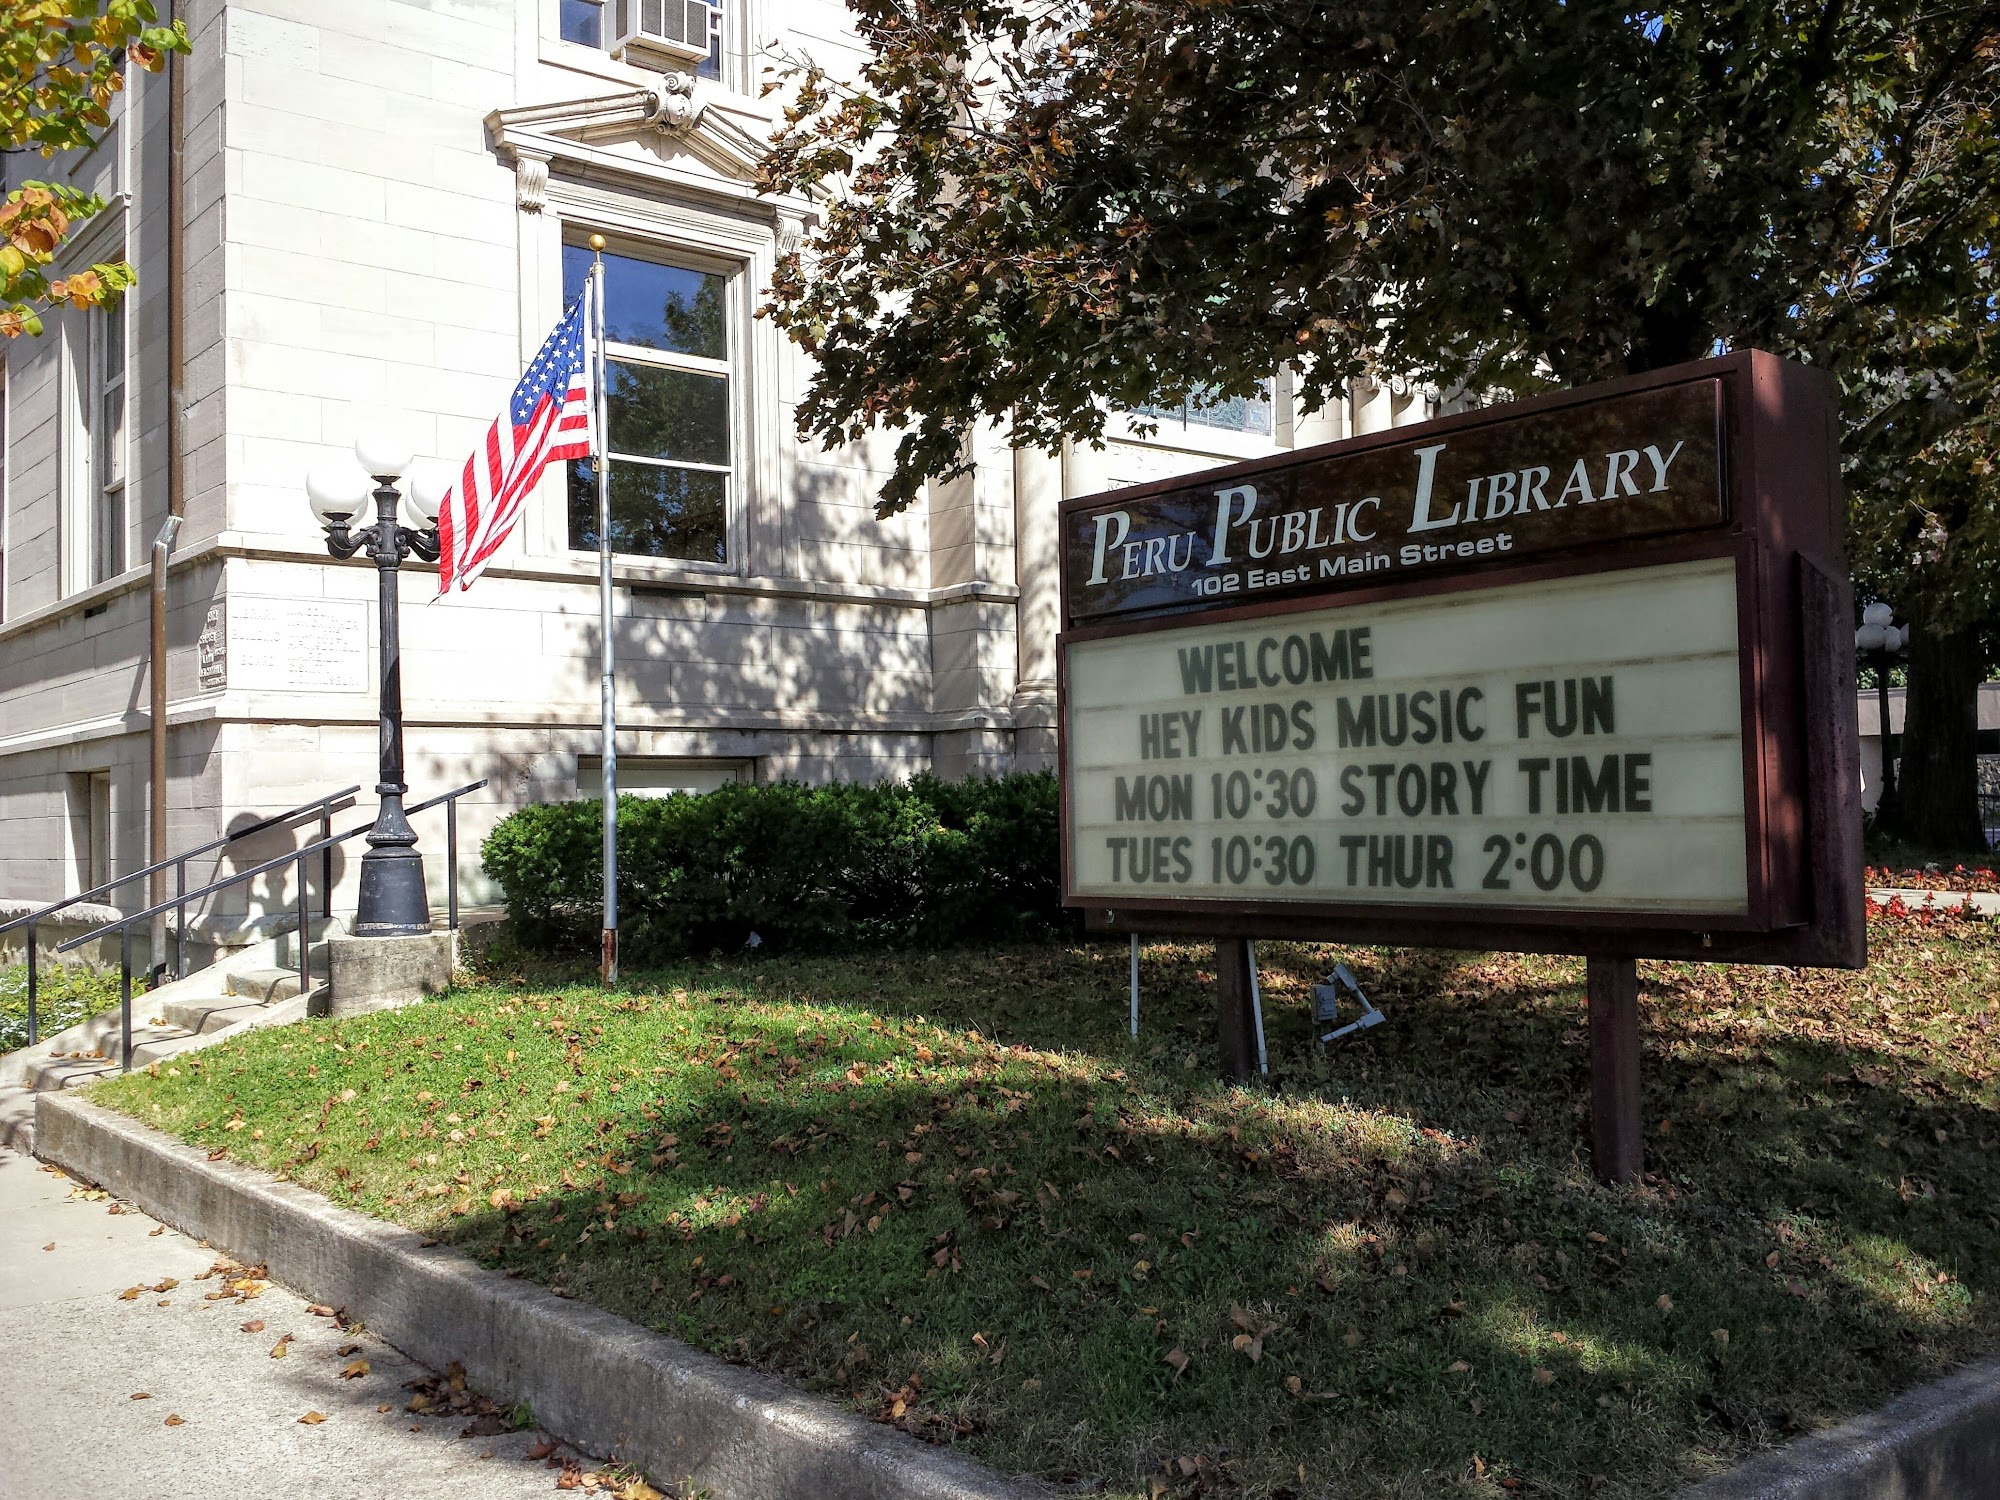 PERU PUBLIC LIBRARY
102 East Main Street
WELCOME
HEY KIDS MUSIC FUN
MON 10:30 STORY TIME
TUES 10:30 THUR 2:00